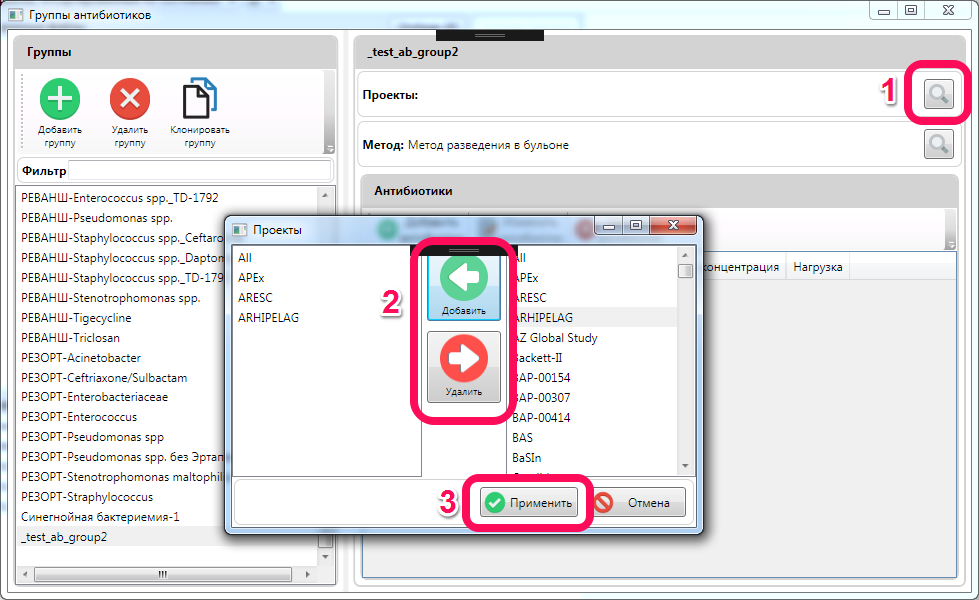 Группы антибиотиков
Группы
Добавить группу
Удалить группу
Клонировать группу
Фильтр
РЕВАНШ-Enterococcus spp._TD-1792
РЕВАНШ-Pseudomonas spp.
РЕВАНШ-Staphylococcus spp._Ceftaro
РЕВАНШ-Staphylococcus spp._Daptom
РЕВАНШ-Staphylococcus spp._TD-179
РЕВАНШ-Stenotrophomonas spp.
РЕВАНШ-Tigecycline
РЕВАНШ-Triclosan
РЕЗОРТ-Acinetobacter
РЕЗОРТ-Ceftriaxone/Sulbactam
РЕЗОРТ-Enterobacteriaceae
РЕЗОРТ-Enterococcus
РЕЗОРТ-Pseudomonas spp
РЕЗОРТ-Pseudomonas spp. без Эртап
РЕЗОРТ-Stenotrophomonas maltophil
РЕЗОРТ-Straphylococcus
Синегнойная бактериемия-1
_test_ab_group2
_test_ab_group2
Проекты:
1
Метод: Метод разведения в бульоне
Антибиотики
концентрация
Нагрузка
Проекты
All
APEx
ARESC
ARHIPELAG
2
Добавить
Удалить
All
APEx
ARESC
ARHIPELAG
AZ Global Study
Backett-II
BAP-00154
BAP-00307
BAP-00414
BAS
BaSIn
3
Применить
Отмена